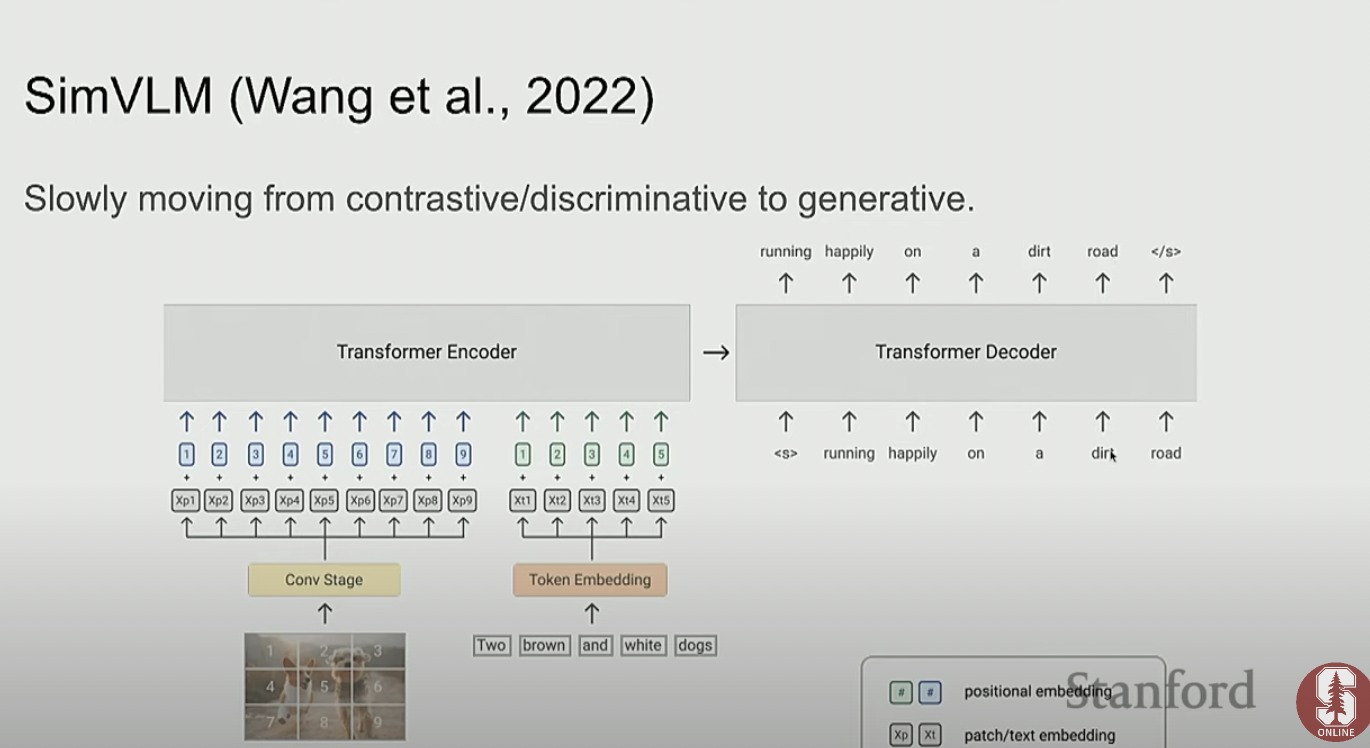 SimVLM (Wang et al., 2022)
Slowly moving from contrastive/discriminative to generative.
running happily on a dirt road </s>
Transformer Encoder
Transformer Decoder
1 2 3 4 5 6 7 8 9 1 2 3 4 5
<s> running happily on a dirt road
+ + + + + + + + + + + + + +
Xp1 Xp2 Xp3 Xp4 Xp5 Xp6 Xp7 Xp8 Xp9 Xt1 Xt2 Xt3 Xt4 Xt5
Conv Stage
Token Embedding
Two brown and white dogs
1 2 3
4 5 6
7 8 9
# # positional embedding
Xp Xt patch/text embedding
Stanford
S
ONLINE